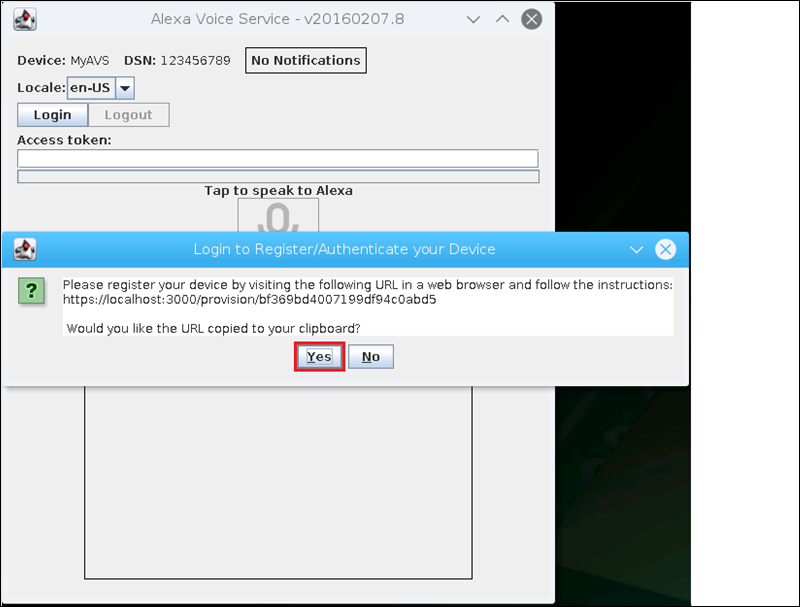 Alexa Voice Service - v20160207.8
Device: MyAVS DSN: 123456789 No Notifications
Locale: en-US
Login Logout
Access token:
Tap to speak to Alexa
Login to Register/Authenticate your Device
Please register your device by visiting the following URL in a web browser and follow the instructions:
https://localhost:3000/provision/bf369bd4007199df94c0abd5
Would you like the URL copied to your clipboard?
Yes No